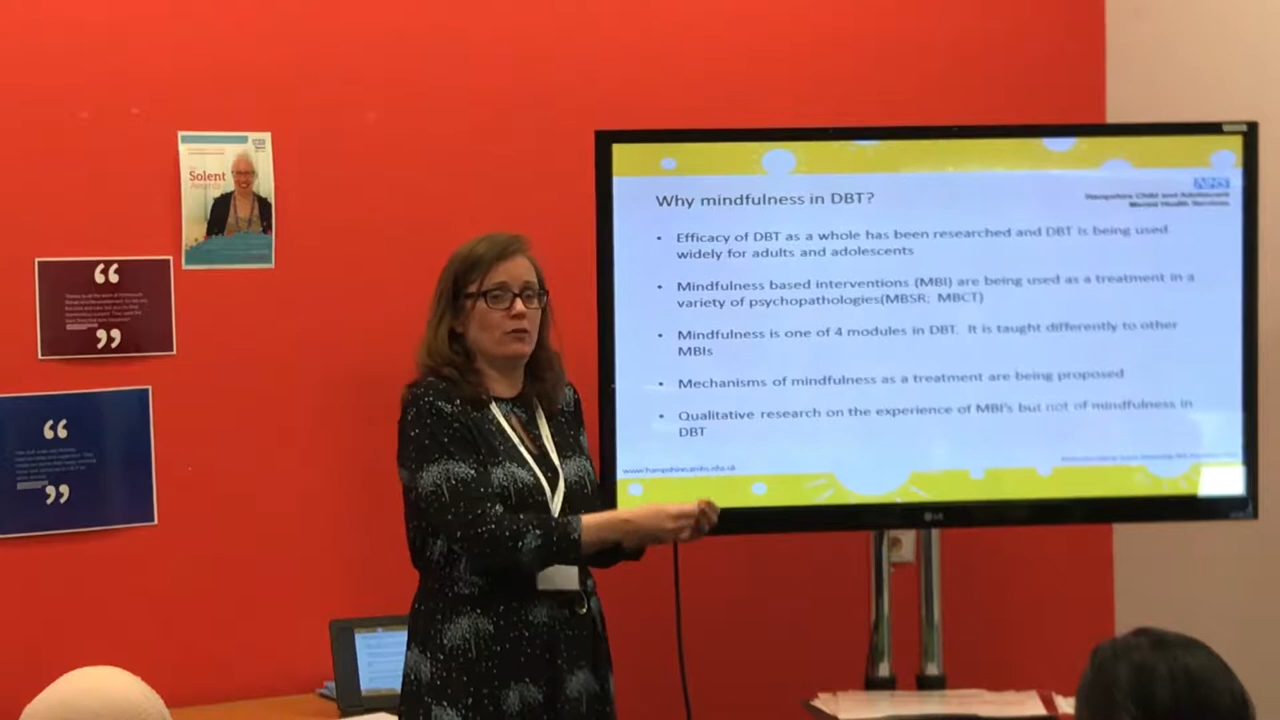 Solent
Awards
Why mindfulness in DBT?
NHS
Hampshire Child and Adolescent
Mental Health Services
• Efficacy of DBT as a whole has been researched and DBT is being used
widely for adults and adolescents
• Mindfulness based interventions (MBI) are being used as a treatment in a
variety of psychopathologies(MBSR; MBCT)
• Mindfulness is one of 4 modules in DBT. It is taught differently to other
MBIs
• Mechanisms of mindfulness as a treatment are being proposed
• Qualitative research on the experience of MBI's but not of mindfulness in
DBT
www.hampshirecamhs.nhs.uk
LG